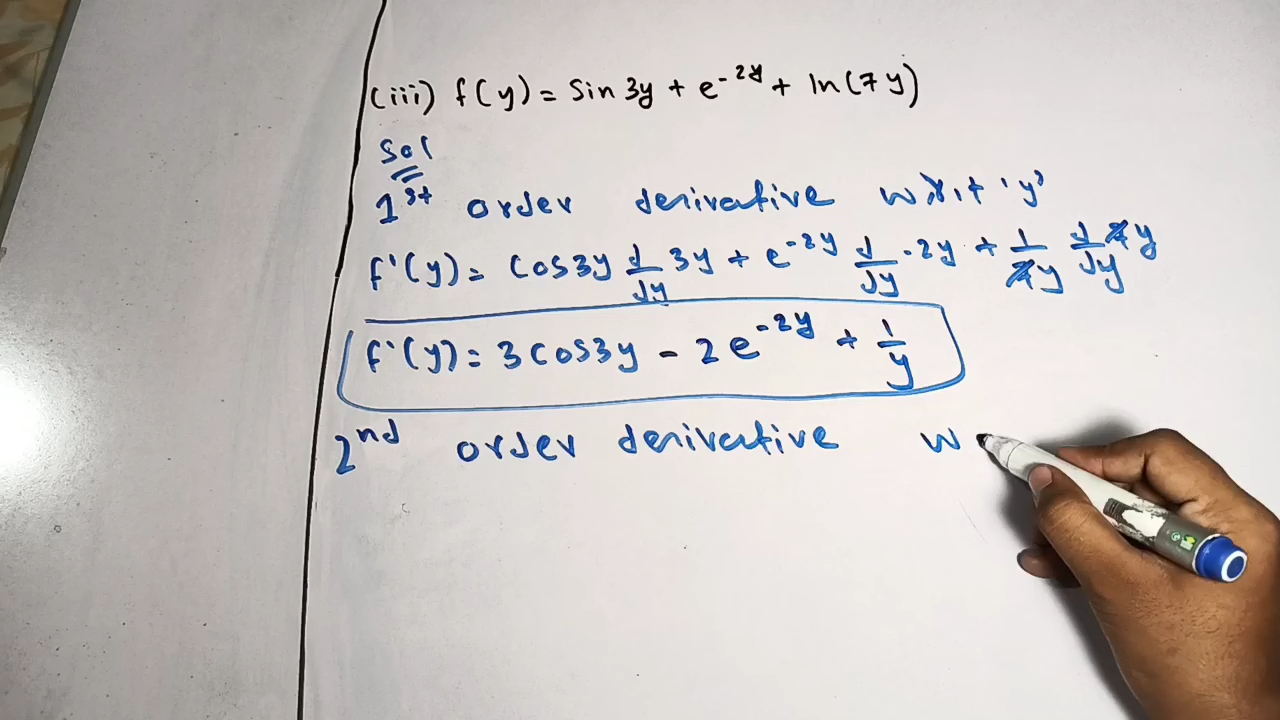 (iii) f(y) = Sin 3y + e^-2y + ln(7y)
Sol
1st order derivative w.r.t 'y'
f'(y) = Cos3y d/dy 3y + e^-2y d/dy -2y + 1/7y d/dy 7y
f'(y) = 3Cos3y - 2e^-2y + 1/y
2nd order derivative w